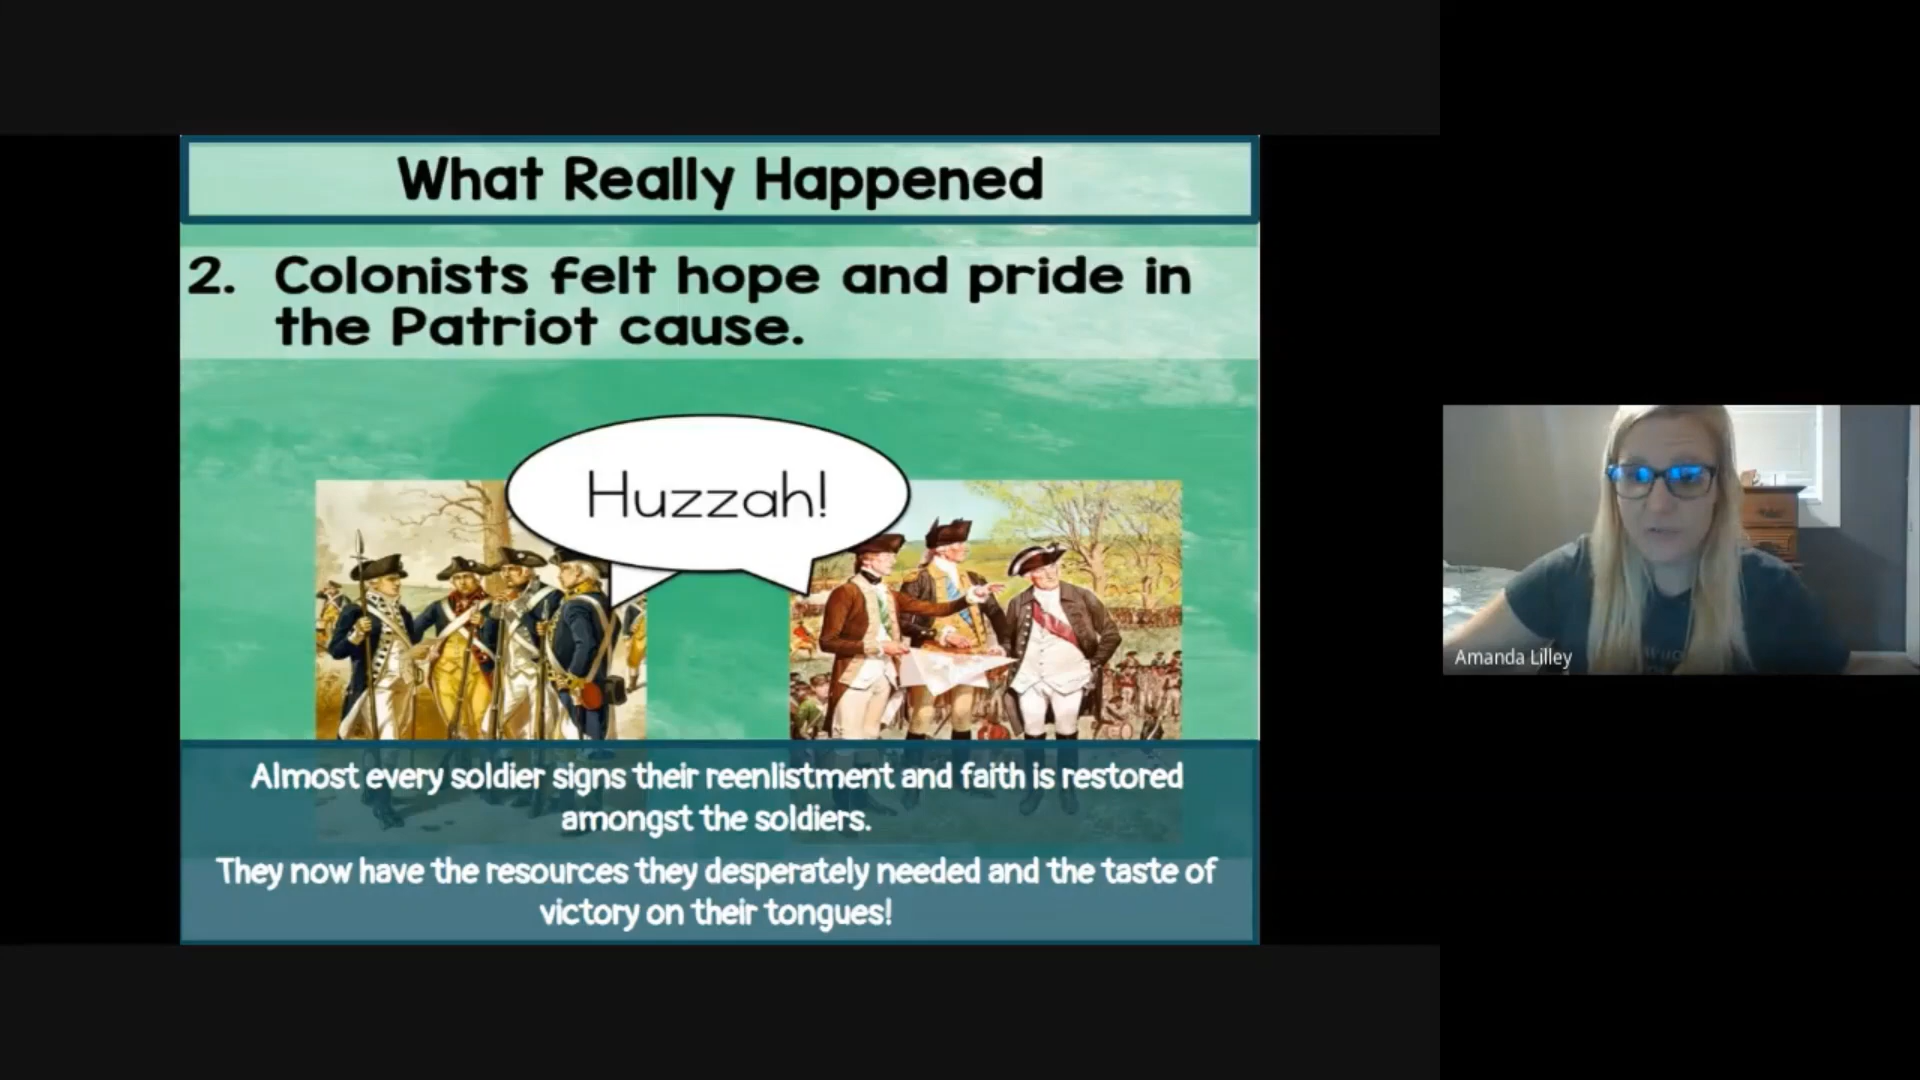 What Really Happened
2. Colonists felt hope and pride in
the Patriot cause.
Huzzah!
Almost every soldier signs their reenlistment and faith is restored
amongst the soldiers.
They now have the resources they desperately needed and the taste of
victory on their tongues!
Amanda Lilley